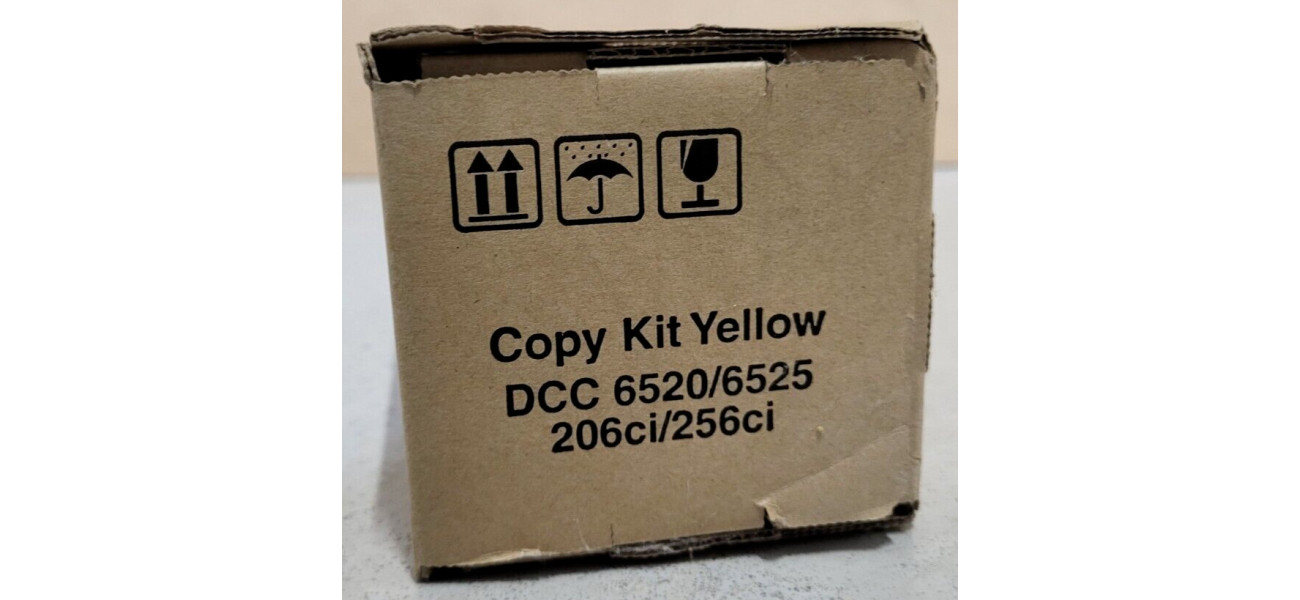 Copy Kit Yellow
DCC 6520/6525
206ci/256ci